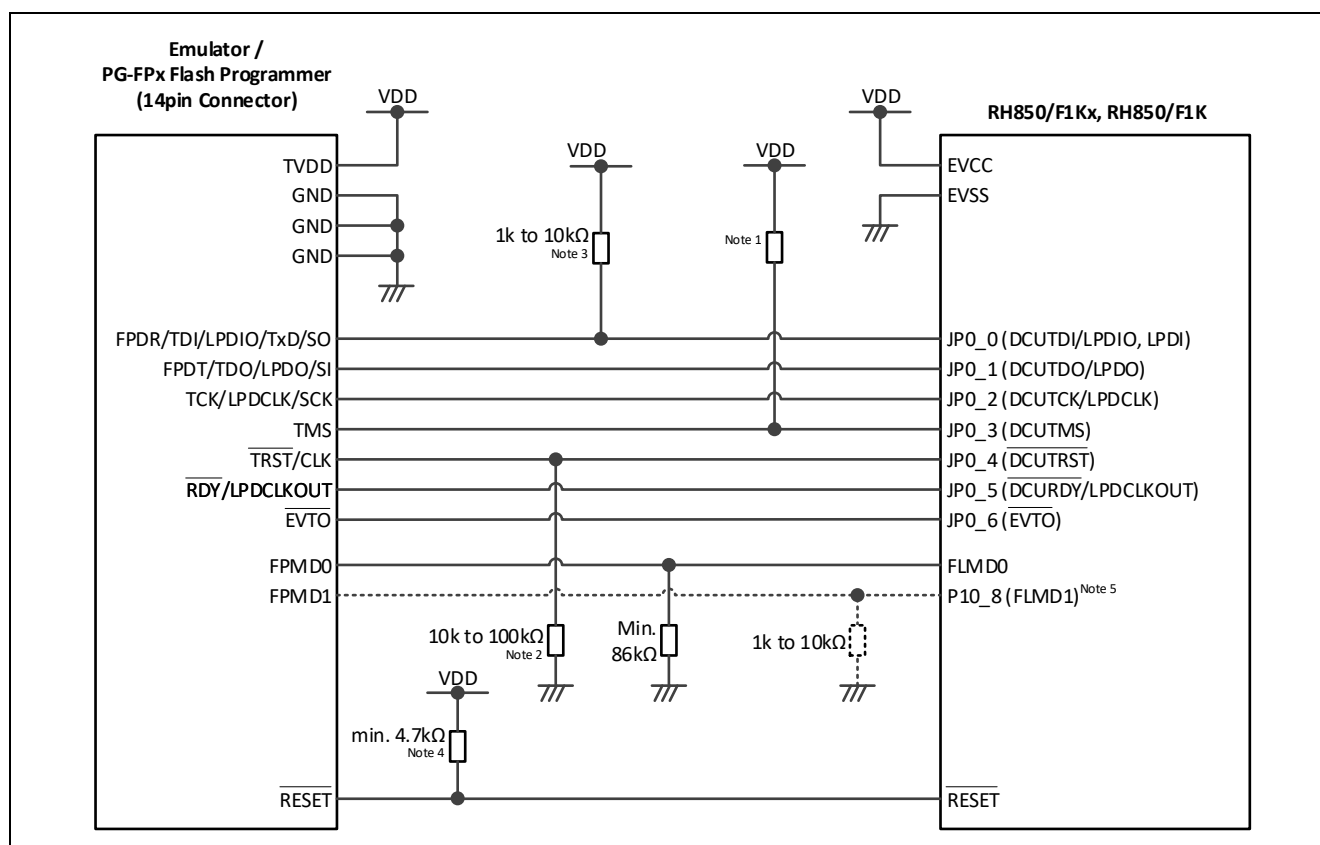 Emulator /
PG-FPx Flash Programmer
(14pin Connector)
VDD
VDD
RH850/F1Kx, RH850/F1K
VDD
VDD
TVDD
GND
GND
GND
EVCC
EVSS
1k to 10kΩ
Note 3
Note 1
FPDR/TDI/LPDIO/TxD/SO
JP0_0 (DCUTDI/LPDIO, LPDI)
FPDT/TDO/LPDO/SI
JP0_1 (DCUTDO/LPDO)
TCK/LPDCLK/SCK
JP0_2 (DCUTCK/LPDCLK)
TMS
JP0_3 (DCUTMS)
TRST/CLK
JP0_4 (DCUTRST)
RDY/LPDCLKOUT
JP0_5 (DCURDY/LPDCLKOUT)
EVTO
JP0_6 (EVTO)
FPMD0
FLMD0
FPMD1
P10_8 (FLMD1) Note 5
10k to 100kΩ
Note 2
Min.
86kΩ
1k to 10kΩ
VDD
min. 4.7kΩ
Note 4
RESET
RESET